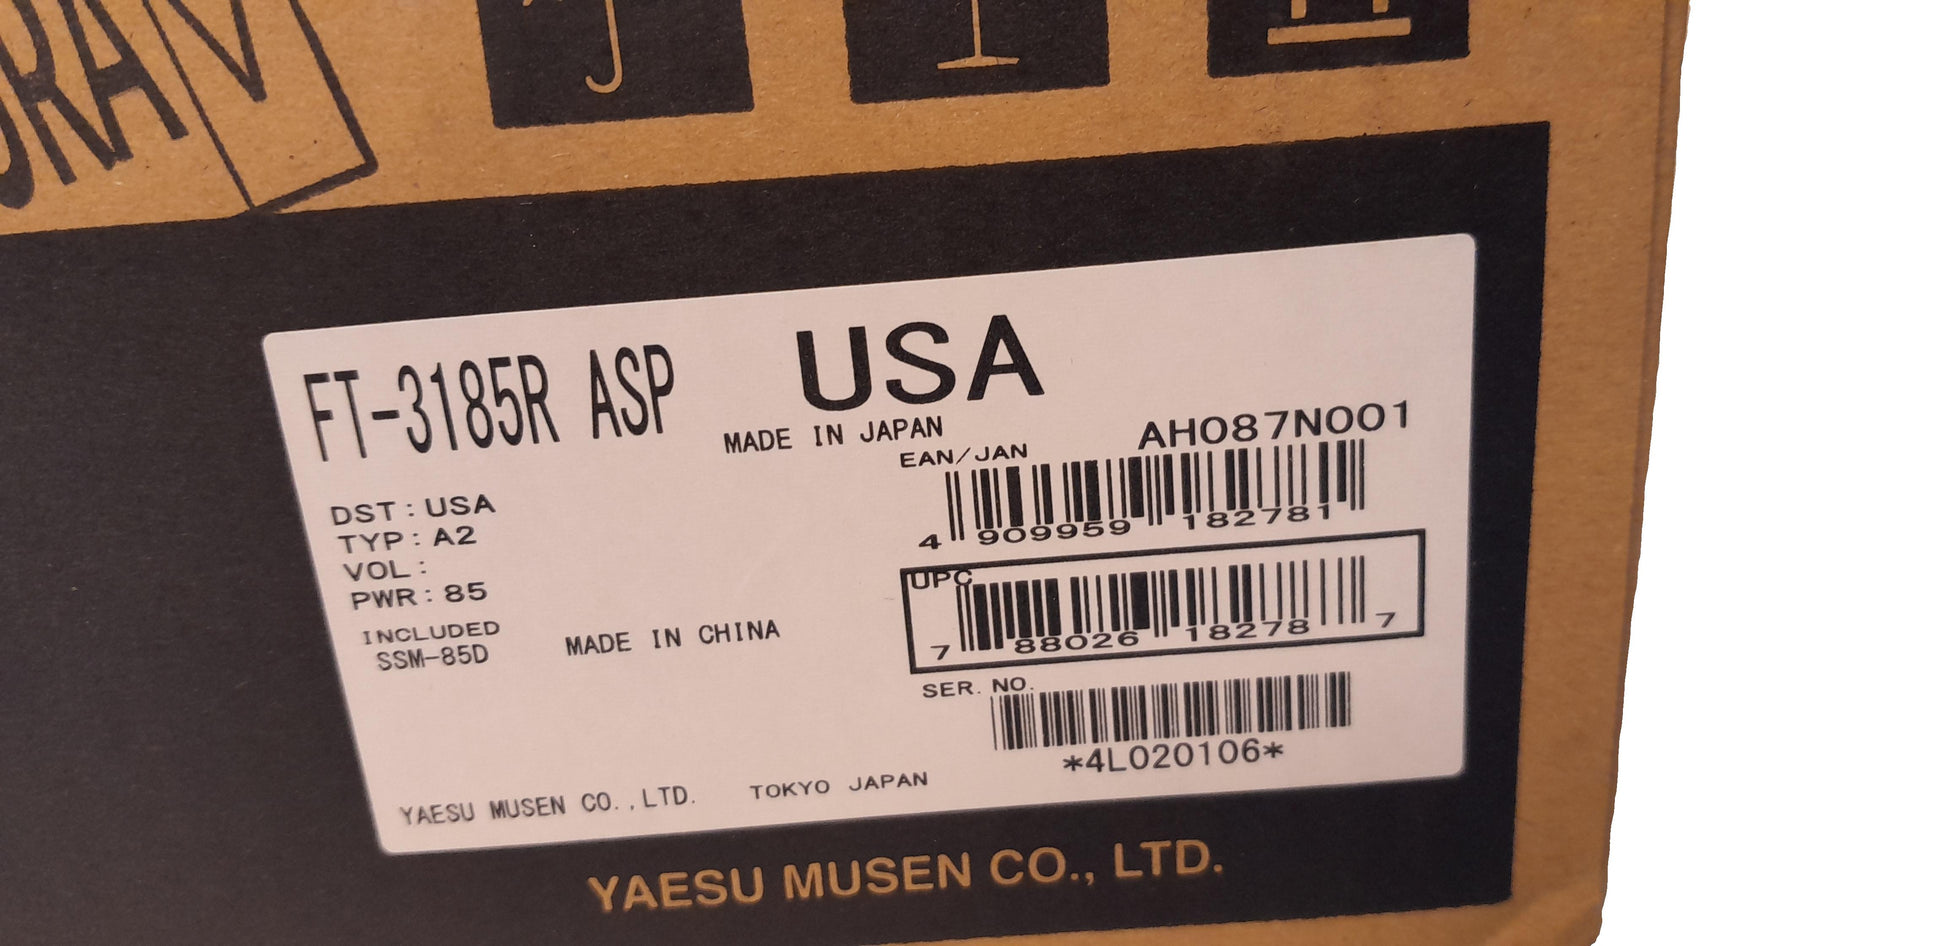 FT-3185R ASP
USA
MADE IN JAPAN
AH087N001
EAN/JAN
4 909959 182781
DST : USA
TYP : A2
VOL :
PWR : 85
INCLUDED
SSM-85D
MADE IN CHINA
UPC
7 88026 18278 7
SER. NO.
*4L020106*
YAESU MUSEN CO.,LTD.
TOKYO JAPAN
YAESU MUSEN CO., LTD.